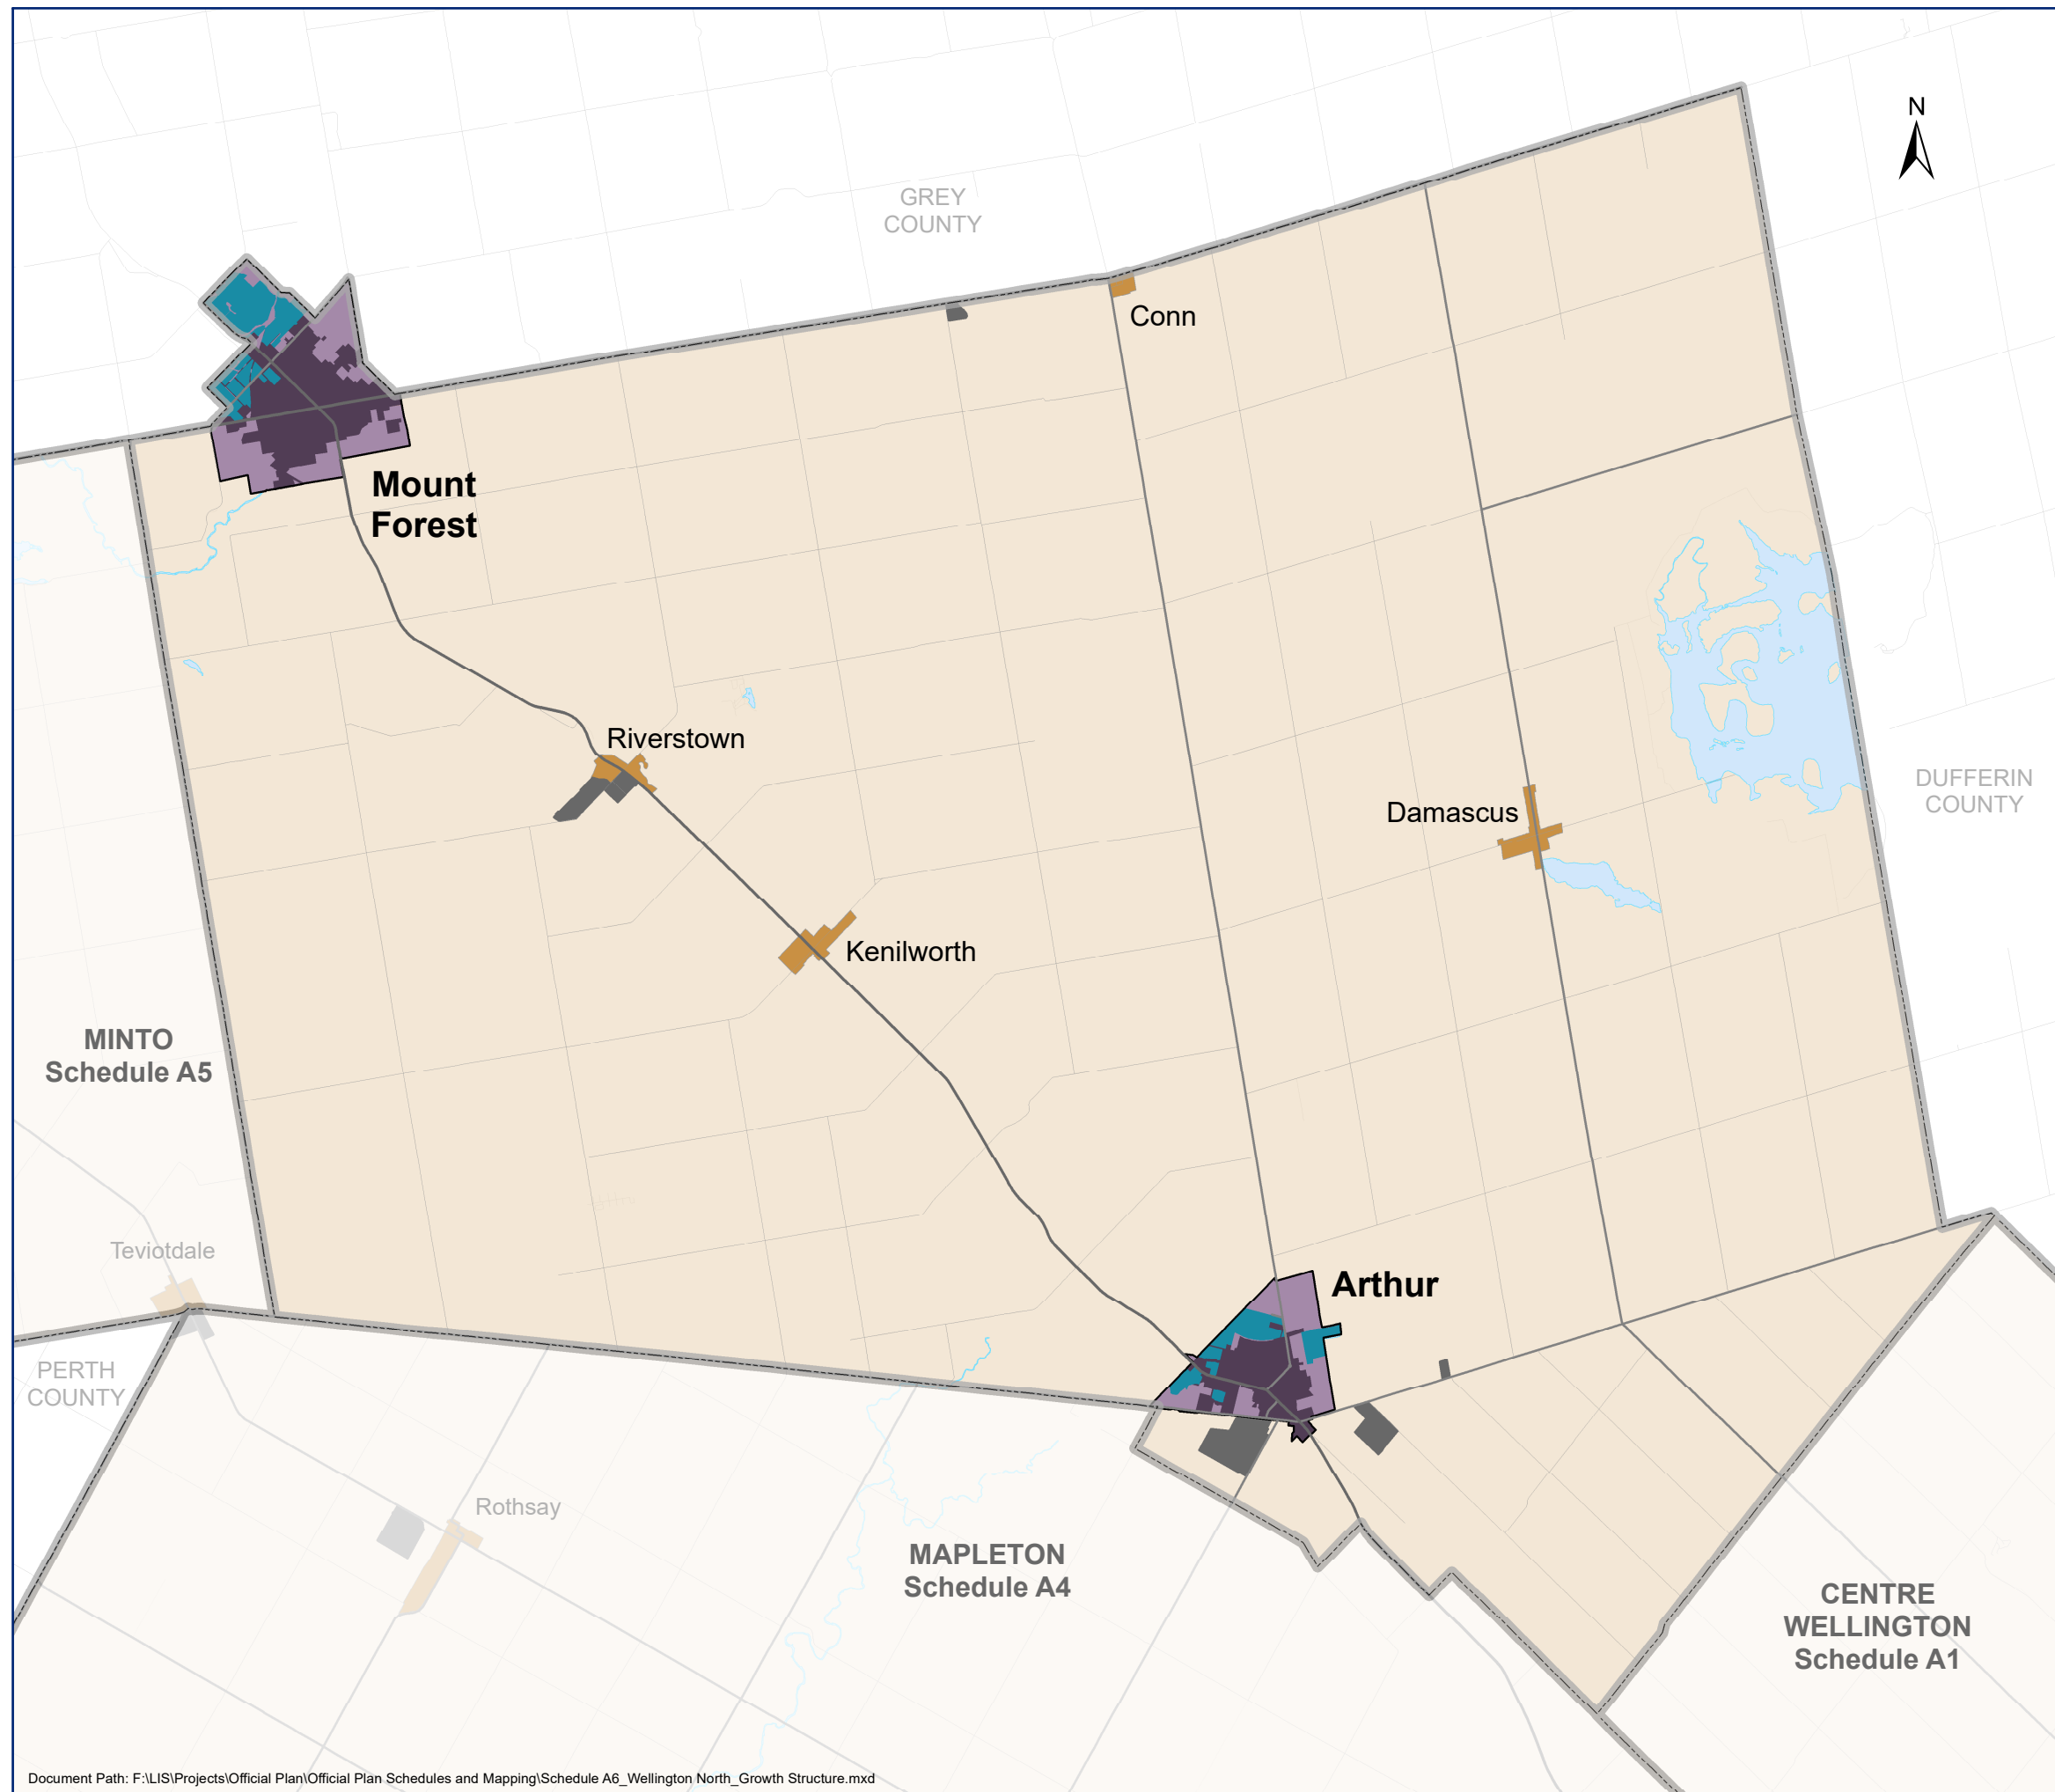 N
GREY
COUNTY
Conn
Mount
Forest
Riverstown
DUFFERIN
COUNTY
Damascus
Kenilworth
MINTO
Schedule A5
Teviotdale
Arthur
PERTH
COUNTY
Rothsay
MAPLETON
Schedule A4
CENTRE
WELLINGTON
Schedule A1
Document Path: F:\LIS\Projects\Official Plan\Official Plan Schedules and Mapping\Schedule A6_Wellington North_Growth Structure.mxd